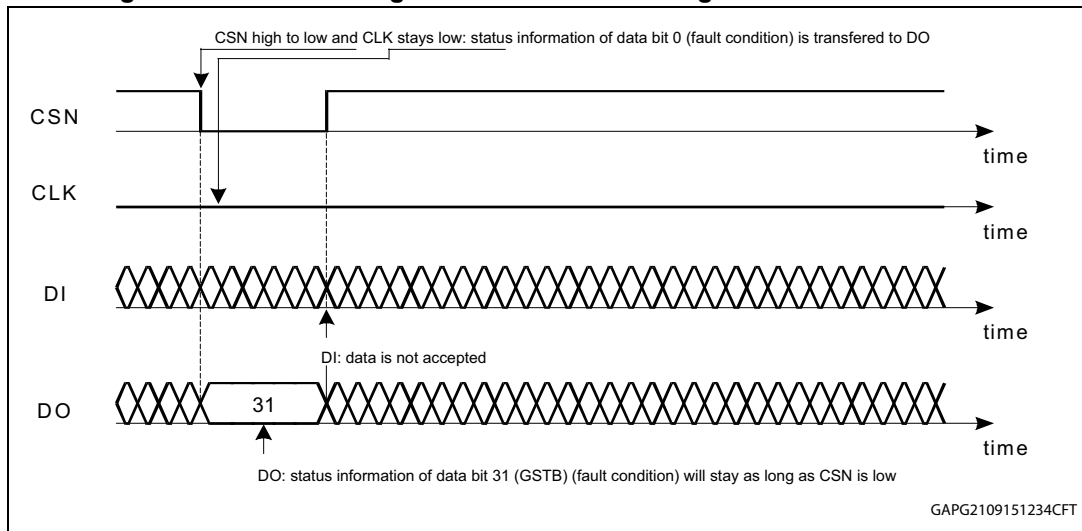 CSN high to low and CLK stays low: status information of data bit 0 (fault condition) is transfered to DO
CSN
time
CLK
time
DI
time
DI: data is not accepted
DO
31
time
DO: status information of data bit 31 (GSTB) (fault condition) will stay as long as CSN is low
GAPG2109151234CFT